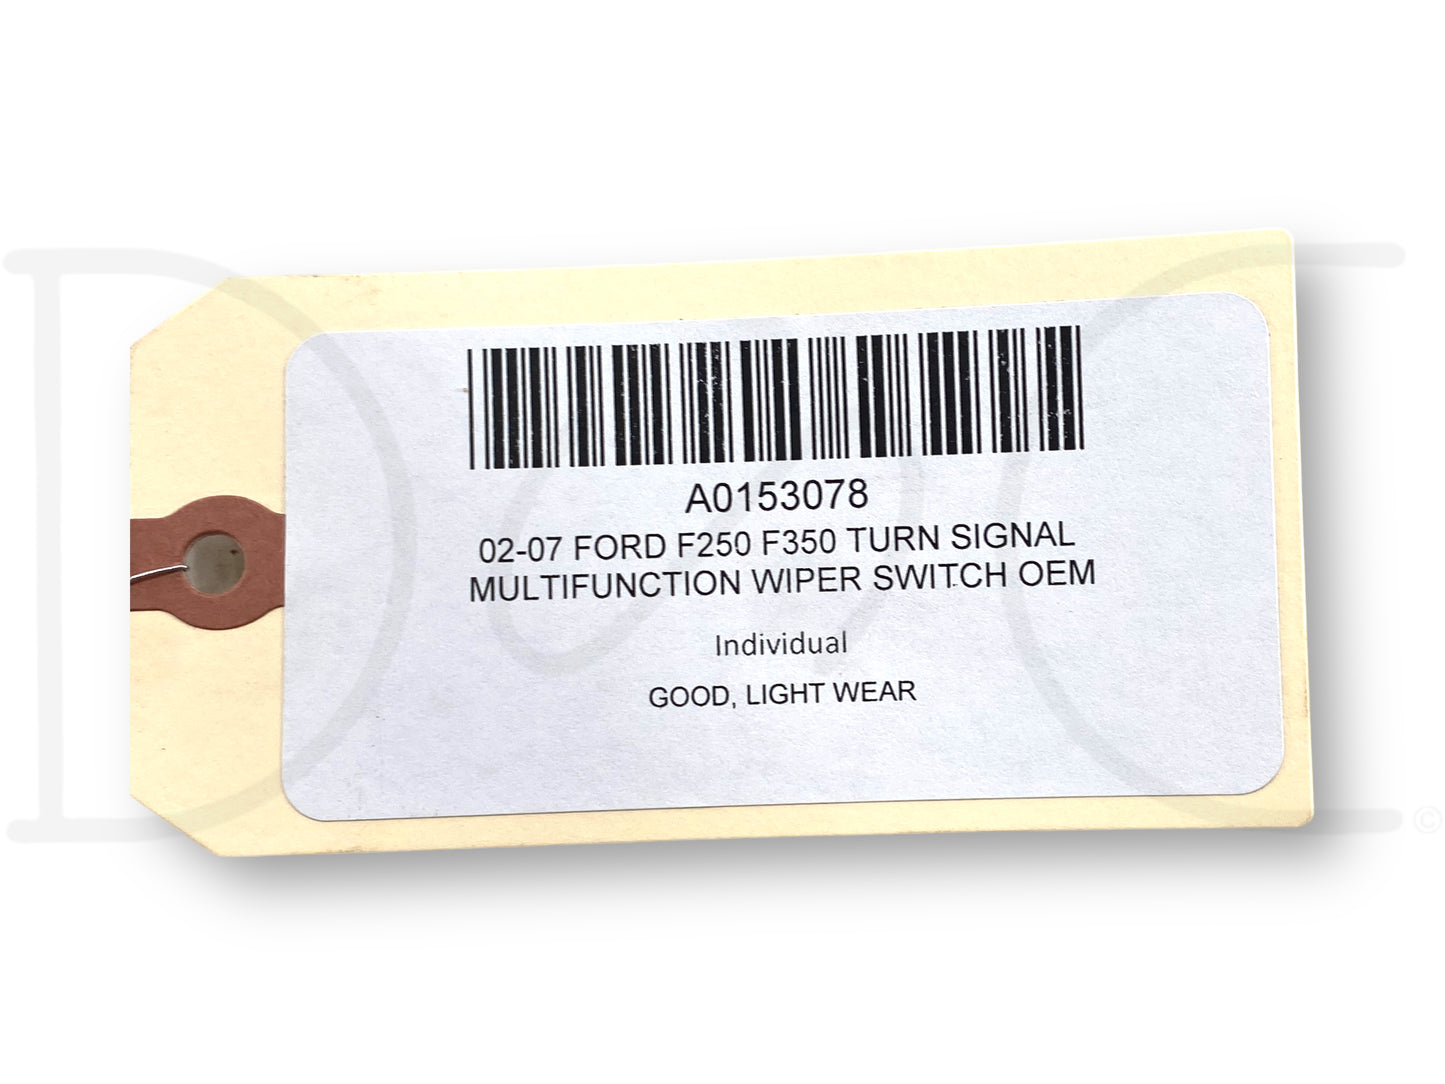 A0153078
02-07 FORD F250 F350 TURN SIGNAL
MULTIFUNCTION WIPER SWITCH OEM
Individual
GOOD, LIGHT WEAR
©